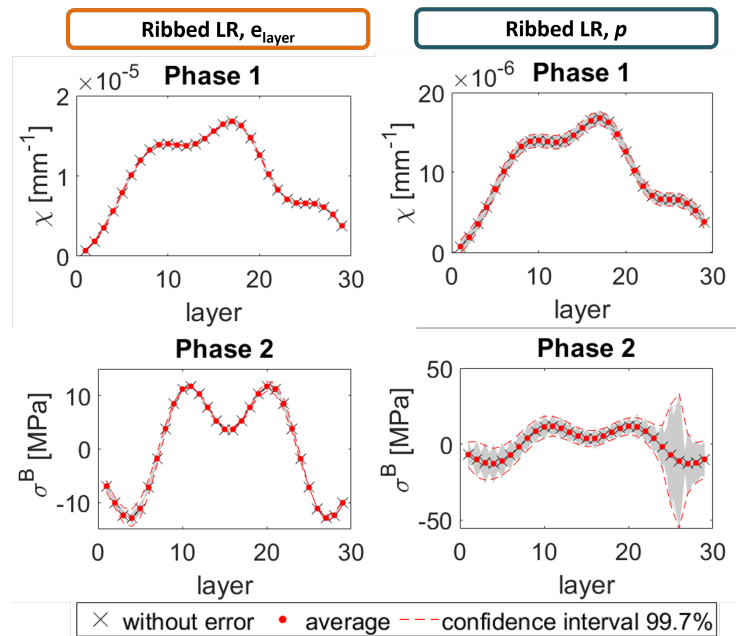 Ribbed LR, e_layer
Ribbed LR, p
×10⁻⁵
Phase 1
2
1
0
χ [mm⁻¹]
0 10 20 30
layer
×10⁻⁶
Phase 1
20
10
0
χ [mm⁻¹]
0 10 20 30
layer
Phase 2
10
0
-10
σᴮ [MPa]
0 10 20 30
layer
Phase 2
50
0
-50
σᴮ [MPa]
0 10 20 30
layer
× without error • average −−− confidence interval 99.7%